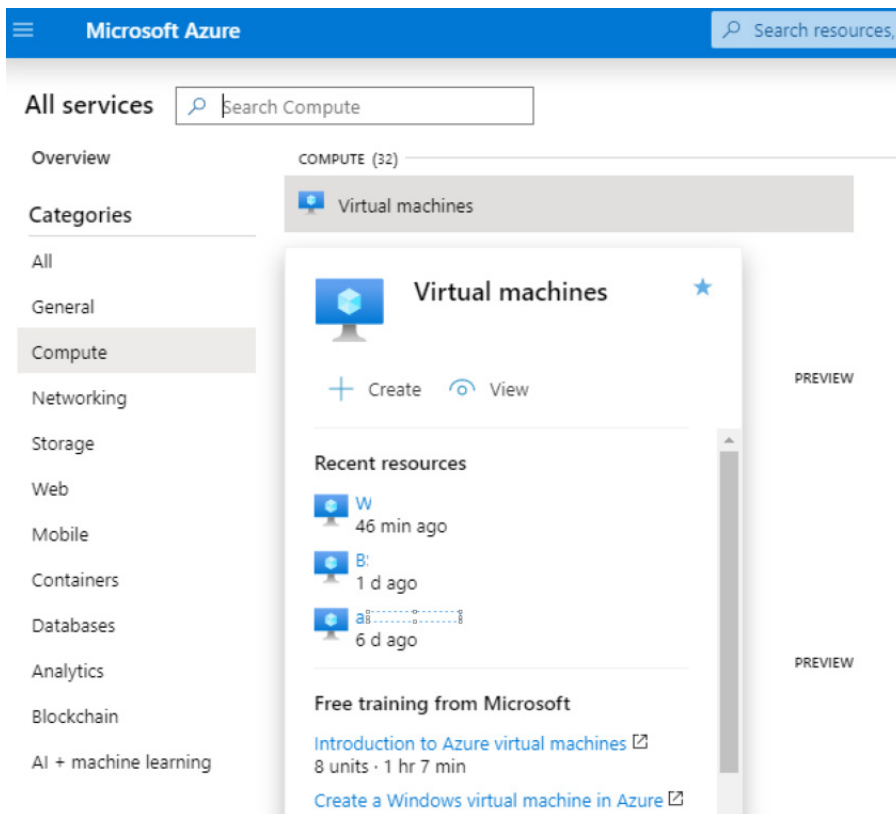 Microsoft Azure
Search resources,
All services
Search Compute
Overview
COMPUTE (32)
Virtual machines
Categories
All
General
Compute
Networking
Storage
Web
Mobile
Containers
Databases
Analytics
Blockchain
AI + machine learning
Virtual machines
Create
View
PREVIEW
Recent resources
W
46 min ago
B
1 d ago
a
6 d ago
PREVIEW
Free training from Microsoft
Introduction to Azure virtual machines
8 units · 1 hr 7 min
Create a Windows virtual machine in Azure